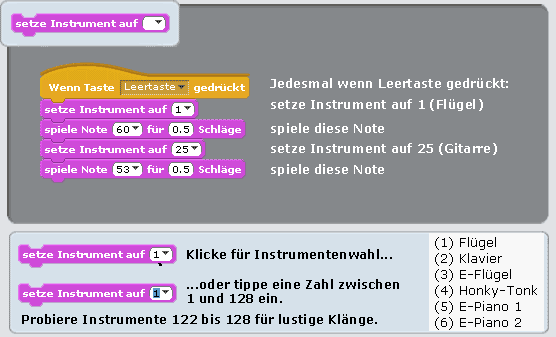 setze Instrument auf
Wenn Taste Leertaste gedrückt
Jedesmal wenn Leertaste gedrückt:
setze Instrument auf 1
setze Instrument auf 1 (Flügel)
spiele Note 60 für 0.5 Schläge
spiele diese Note
setze Instrument auf 25
setze Instrument auf 25 (Gitarre)
spiele Note 53 für 0.5 Schläge
spiele diese Note
setze Instrument auf 1
Klicke für Instrumentenwahl...
setze Instrument auf 1
...oder tippe eine Zahl zwischen
1 und 128 ein.
Probiere Instrumente 122 bis 128 für lustige Klänge.
(1) Flügel
(2) Klavier
(3) E-Flügel
(4) Honky-Tonk
(5) E-Piano 1
(6) E-Piano 2